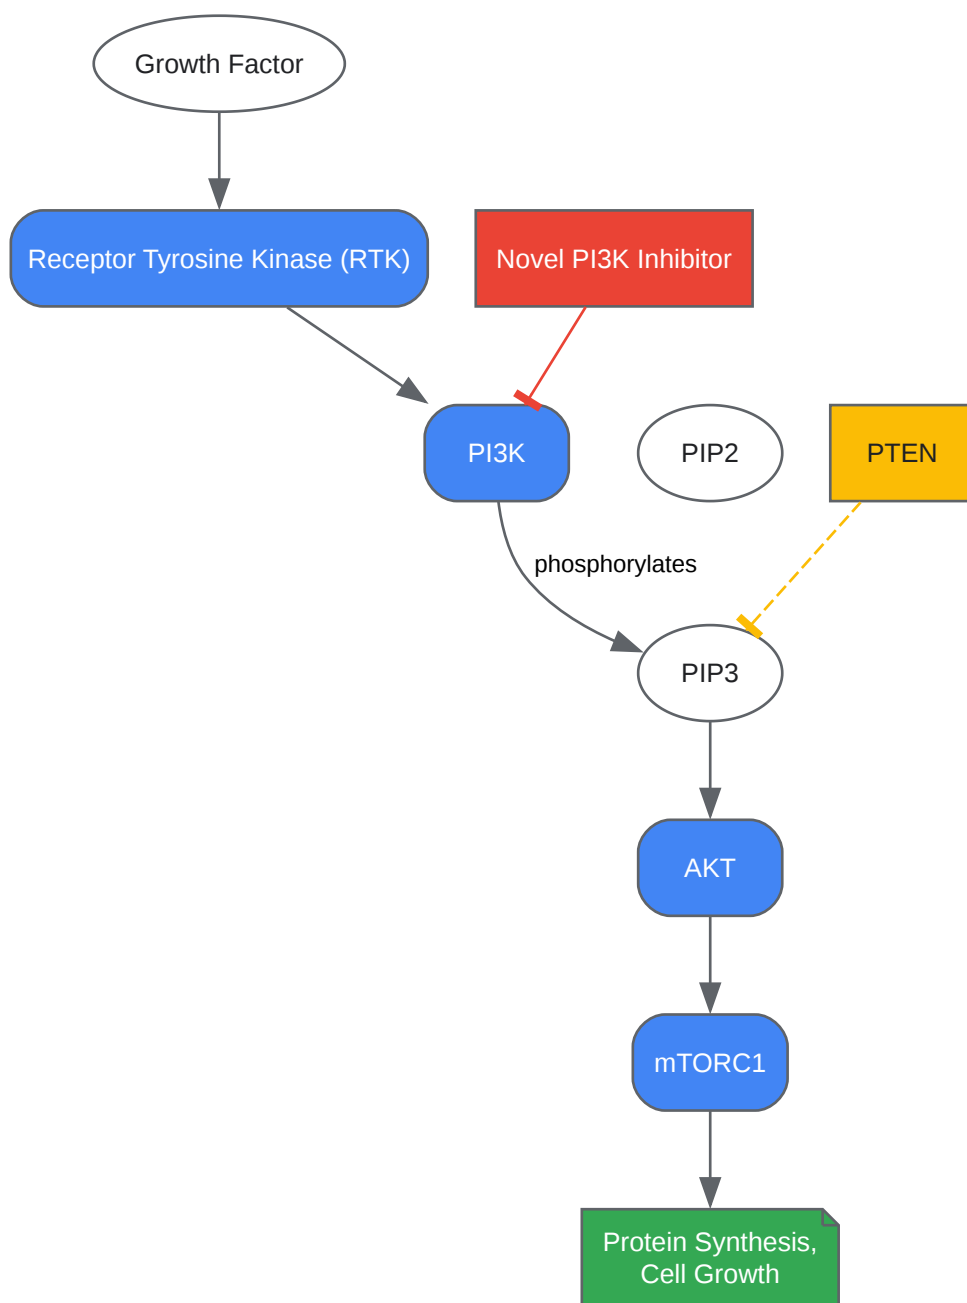 Growth Factor
Receptor Tyrosine Kinase (RTK)
Novel PI3K Inhibitor
PI3K
PIP2
PTEN
phosphorylates
PIP3
AKT
mTORC1
Protein Synthesis,
Cell Growth